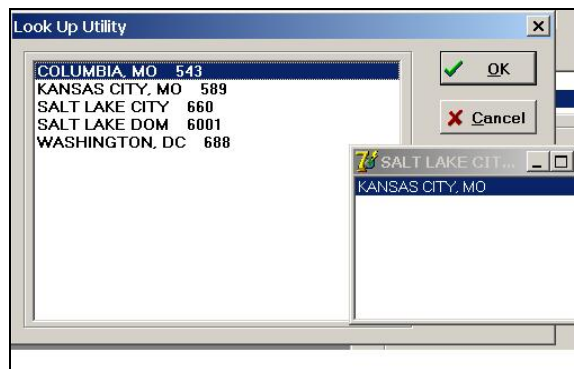 Look Up Utility
COLUMBIA, MO 543
KANSAS CITY, MO 589
SALT LAKE CITY 660
SALT LAKE DOM 6001
WASHINGTON, DC 688
OK
Cancel
SALT LAKE CIT...
KANSAS CITY, MO